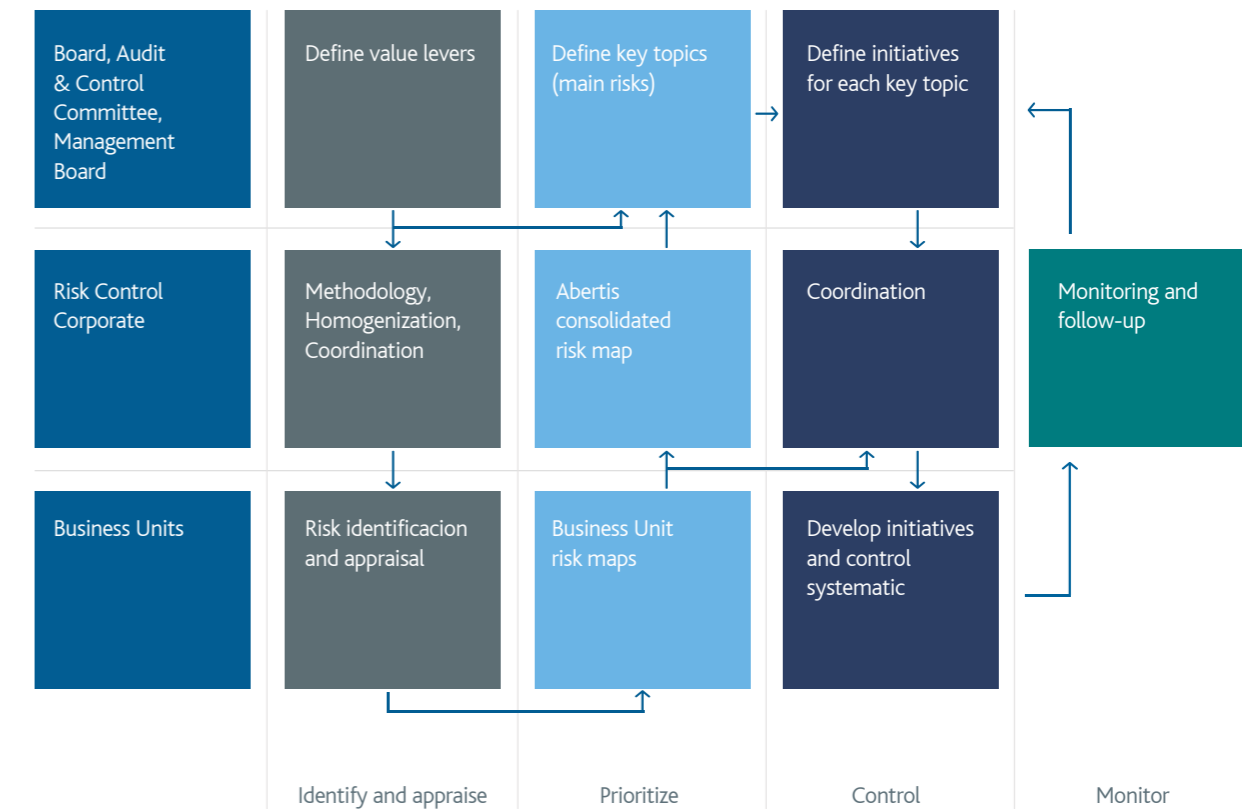 Board, Audit
& Control
Committee,
Management
Board
Define value levers
Define key topics
(main risks)
Define initiatives
for each key topic
Risk Control
Corporate
Methodology,
Homogenization,
Coordination
Abertis
consolidated
risk map
Coordination
Monitoring and
follow-up
Business Units
Risk identificacion
and appraisal
Business Unit
risk maps
Develop initiatives
and control
systematic
Identify and appraise
Prioritize
Control
Monitor